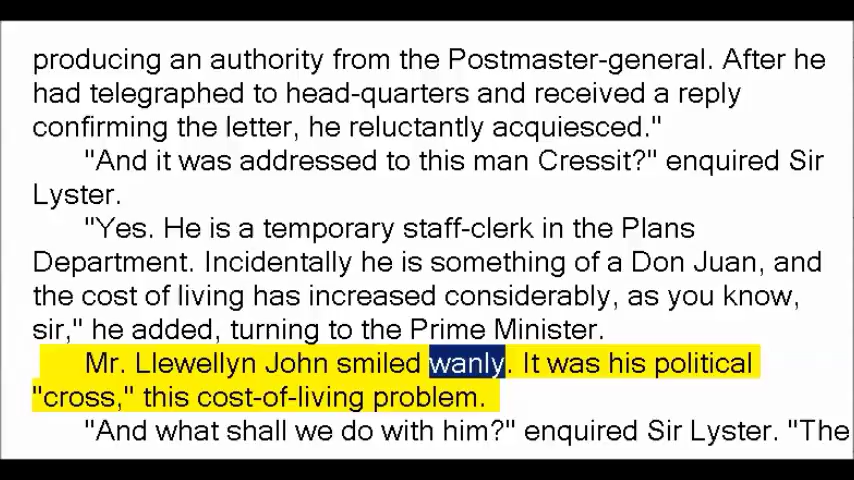 producing an authority from the Postmaster-general. After he
had telegraphed to head-quarters and received a reply
confirming the letter, he reluctantly acquiesced."
"And it was addressed to this man Cressit?" enquired Sir
Lyster.
"Yes. He is a temporary staff-clerk in the Plans
Department. Incidentally he is something of a Don Juan, and
the cost of living has increased considerably, as you know,
sir," he added, turning to the Prime Minister.
Mr. Llewellyn John smiled wanly. It was his political
"cross," this cost-of-living problem.
"And what shall we do with him?" enquired Sir Lyster. "The